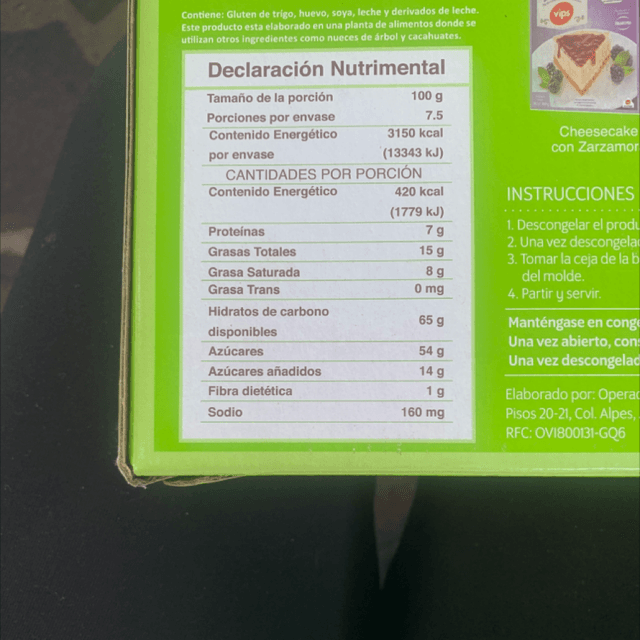 Contiene: Gluten de trigo, huevo, soya, leche y derivados de leche.
Este producto esta elaborado en una planta de alimentos donde se
utilizan otros ingredientes como nueces de árbol y cacahuates.
Declaración Nutrimental
Tamaño de la porción 100 g
Porciones por envase 7.5
Contenido Energético 3150 kcal
por envase (13343 kJ)
CANTIDADES POR PORCIÓN
Contenido Energético 420 kcal
(1779 kJ)
Proteínas 7 g
Grasas Totales 15 g
Grasa Saturada 8 g
Grasa Trans 0 mg
Hidratos de carbono
disponibles 65 g
Azúcares 54 g
Azúcares añadidos 14 g
Fibra dietética 1 g
Sodio 160 mg
vips
Cheesecake
con Zarzamor
INSTRUCCIONES
1. Descongelar el produ
2. Una vez descongela
3. Tomar la ceja de la b
del molde.
4. Partir y servir.
Manténgase en conge
Una vez abierto, con
Una vez descongelad
Elaborado por: Operad
Pisos 20-21, Col. Alpes,
RFC: OVI800131-GQ6